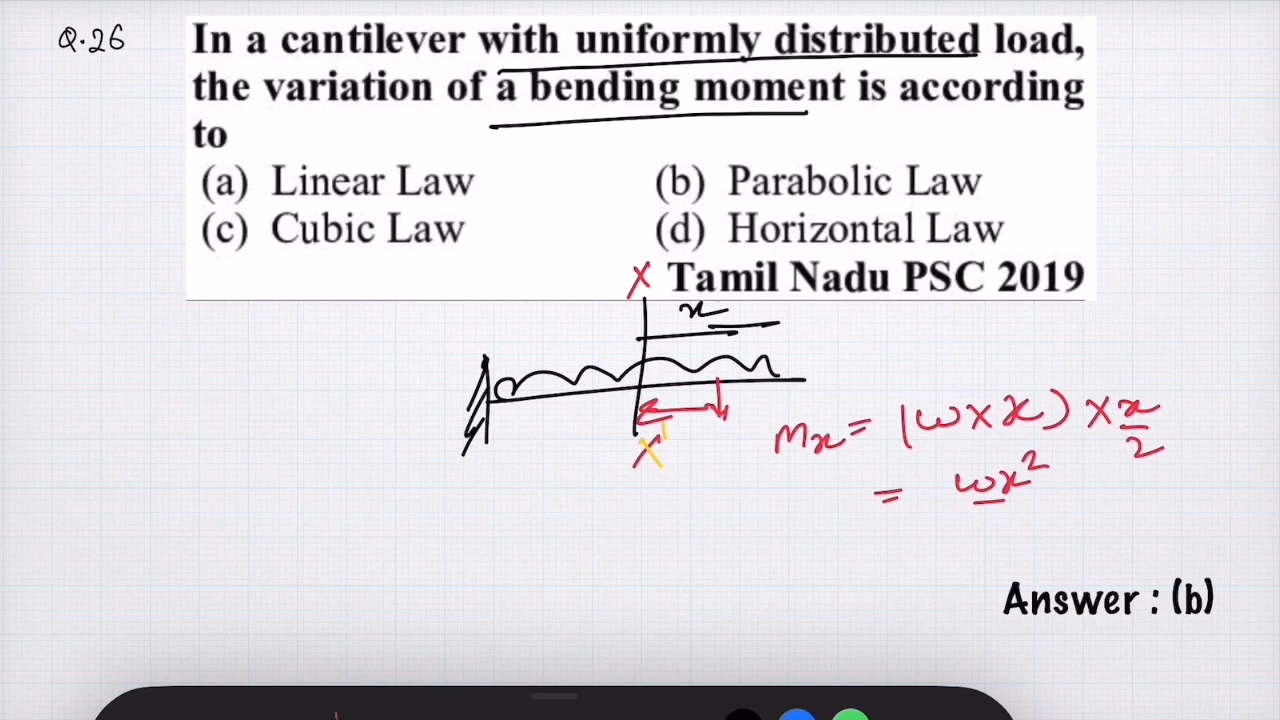 Q.26
In a cantilever with uniformly distributed load,
the variation of a bending moment is according
to
(a) Linear Law
(b) Parabolic Law
(c) Cubic Law
(d) Horizontal Law
X Tamil Nadu PSC 2019
x
Mx = (w × x) × x/2
X'
= wx²
Answer : (b)